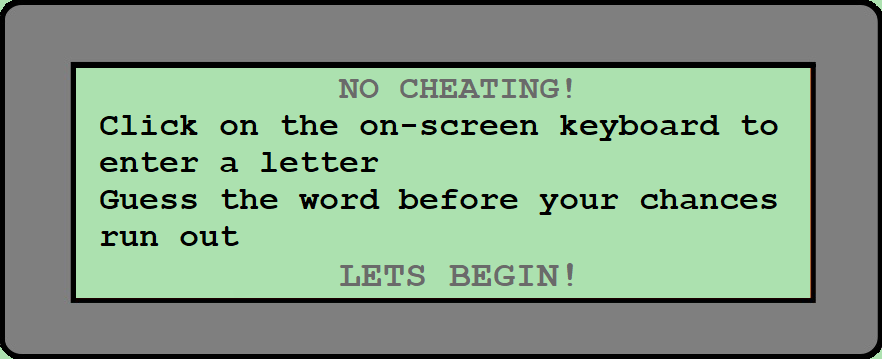 NO CHEATING!
Click on the on-screen keyboard to
enter a letter
Guess the word before your chances
run out
LETS BEGIN!